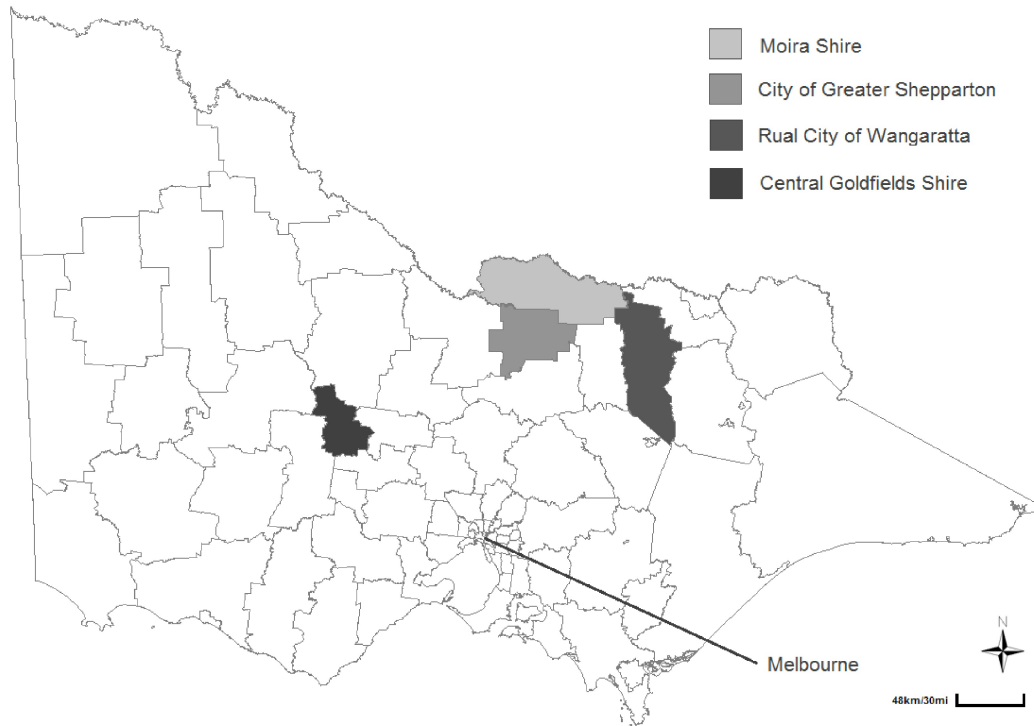 Moira Shire
City of Greater Shepparton
Rual City of Wangaratta
Central Goldfields Shire
Melbourne
N
48km/30mi